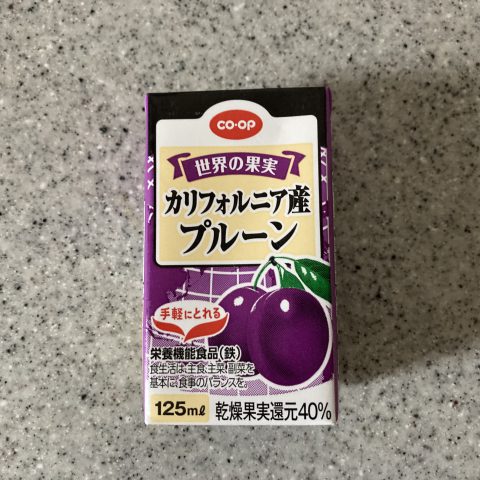 CO·OP
世界の果実
カリフォルニア産
プルーン
手軽にとれる
栄養機能食品(鉄)
食生活は、主食、主菜、副菜を
基本に、食事のバランスを。
125mℓ 乾燥果実還元40%